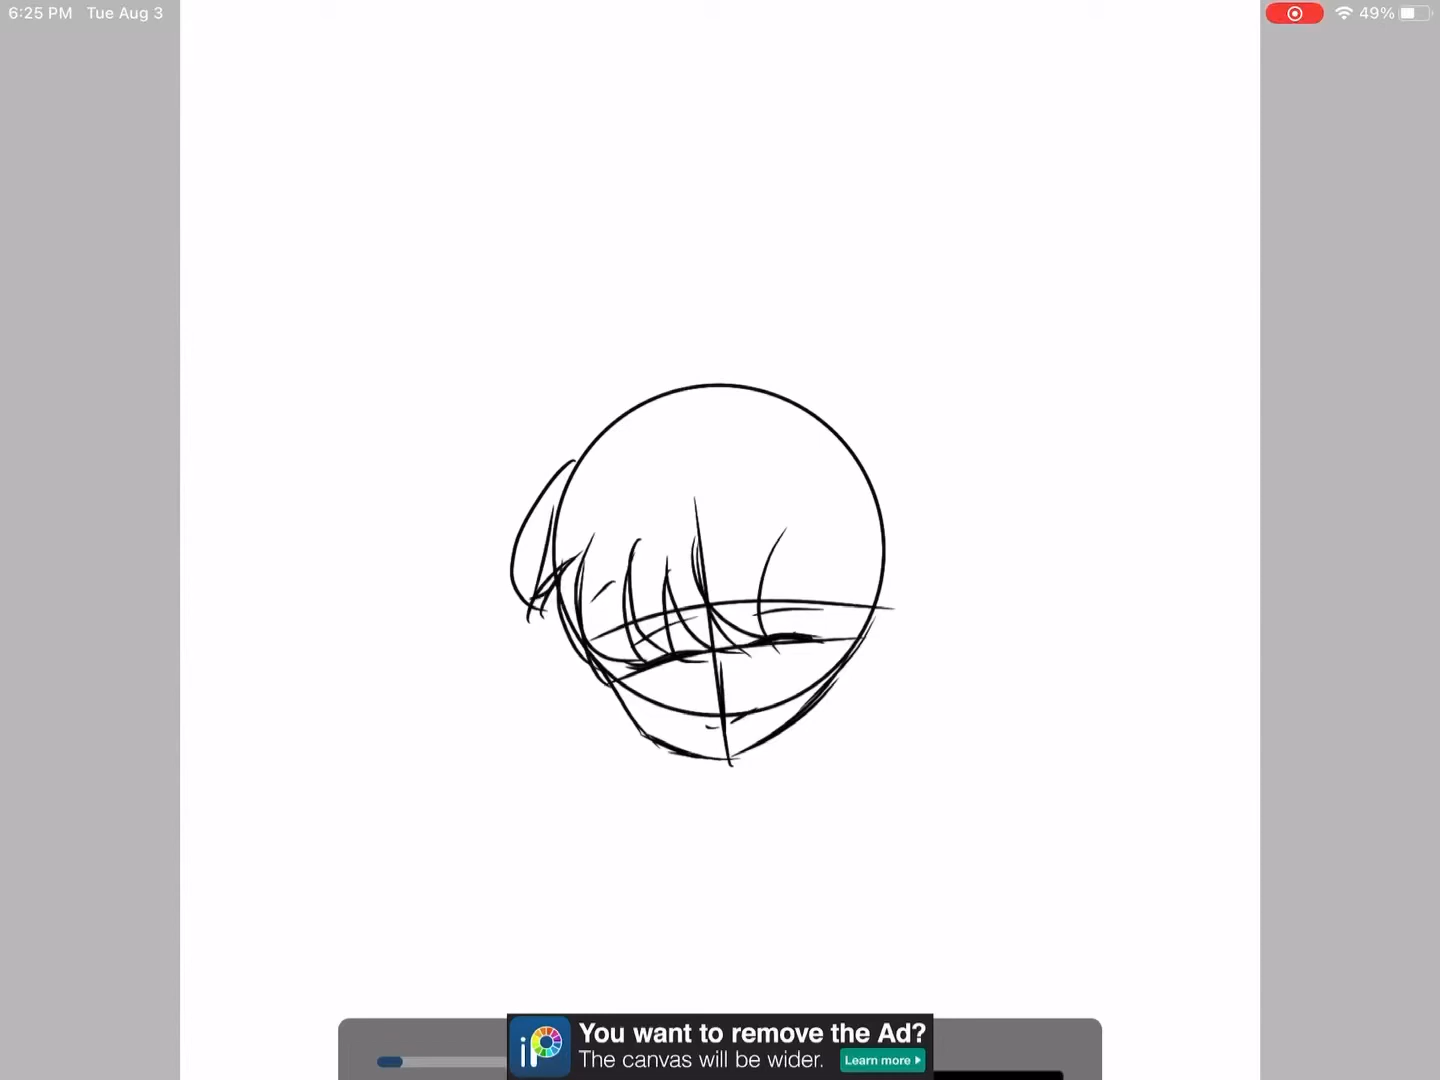 6:25 PM Tue Aug 3 49%
iP You want to remove the Ad?
The canvas will be wider. Learn more